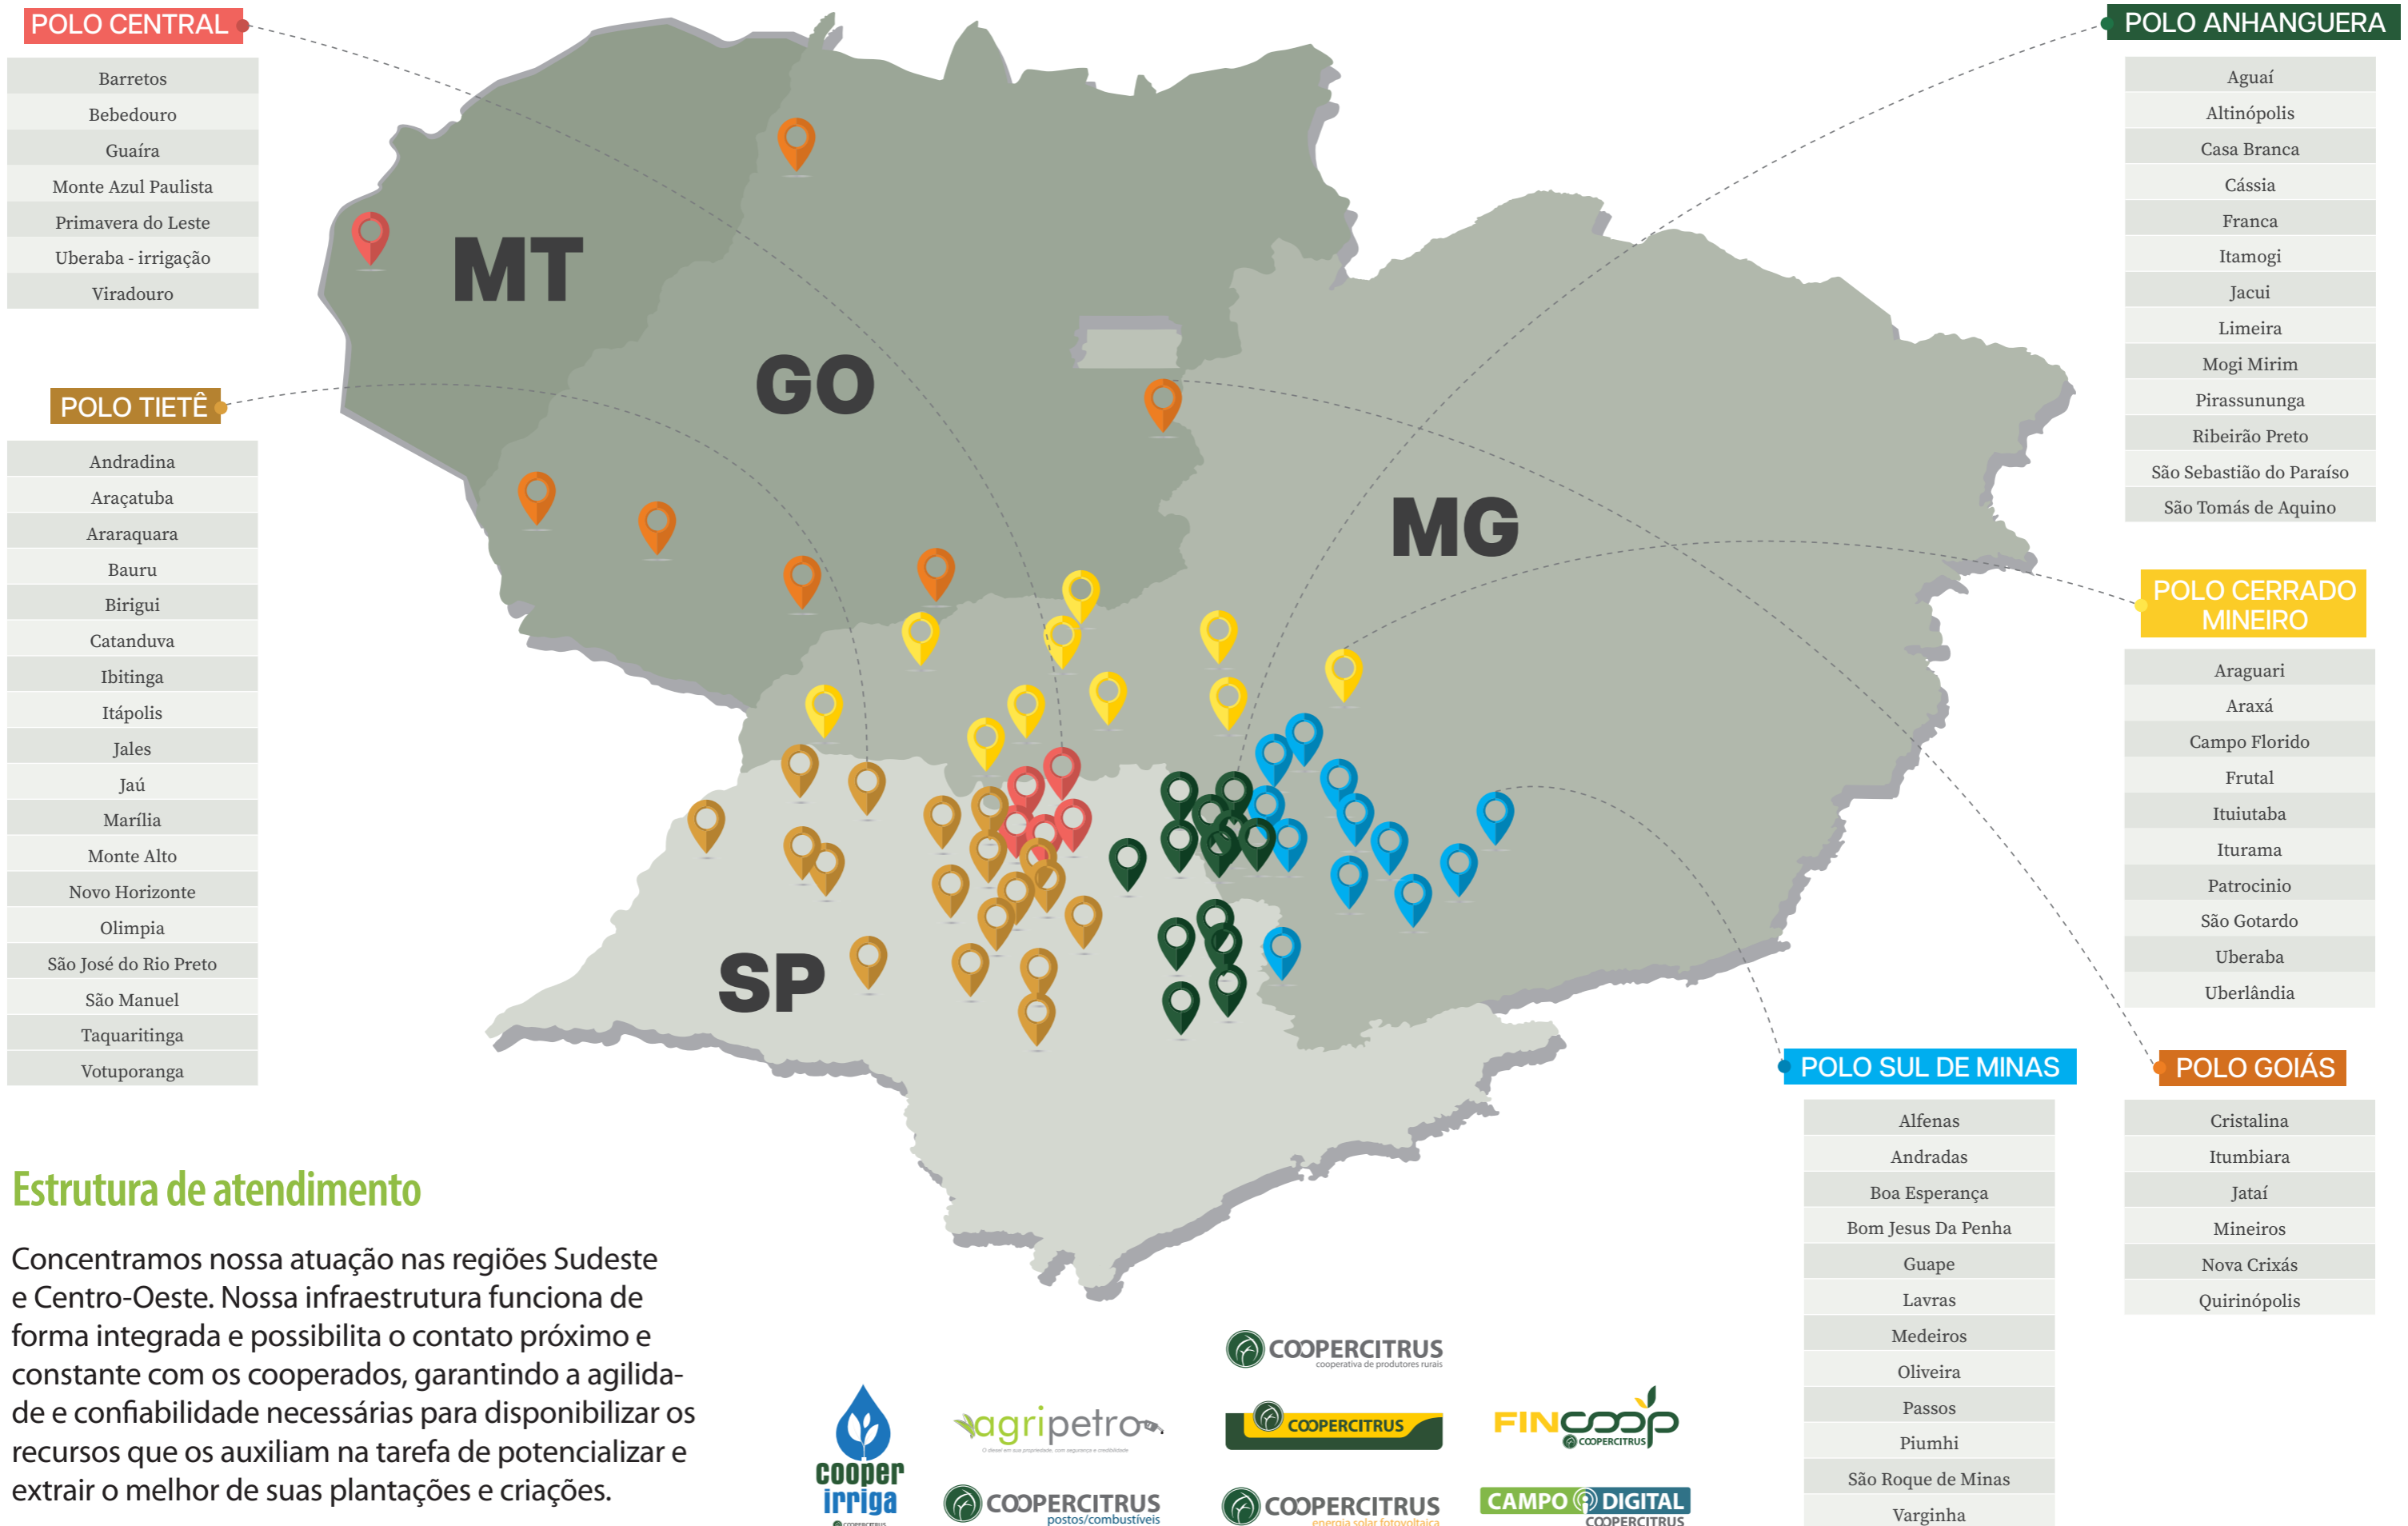 POLO CENTRAL
Barretos
Bebedouro
Guaíra
Monte Azul Paulista
Primavera do Leste
Uberaba - irrigação
Viradouro
POLO TIETÊ
Andradina
Araçatuba
Araraquara
Bauru
Birigui
Catanduva
Ibitinga
Itápolis
Jales
Jaú
Marília
Monte Alto
Novo Horizonte
Olimpia
São José do Rio Preto
São Manuel
Taquaritinga
Votuporanga
MT
GO
MG
SP
POLO ANHANGUERA
Aguaí
Altinópolis
Casa Branca
Cássia
Franca
Itamogi
Jacui
Limeira
Mogi Mirim
Pirassununga
Ribeirão Preto
São Sebastião do Paraíso
São Tomás de Aquino
POLO CERRADO
MINEIRO
Araguari
Araxá
Campo Florido
Frutal
Ituiutaba
Iturama
Patrocinio
São Gotardo
Uberaba
Uberlândia
POLO SUL DE MINAS
Alfenas
Andradas
Boa Esperança
Bom Jesus Da Penha
Guape
Lavras
Medeiros
Oliveira
Passos
Piumhi
São Roque de Minas
Varginha
POLO GOIÁS
Cristalina
Itumbiara
Jataí
Mineiros
Nova Crixás
Quirinópolis
Estrutura de atendimento
Concentramos nossa atuação nas regiões Sudeste
e Centro-Oeste. Nossa infraestrutura funciona de
forma integrada e possibilita o contato próximo e
constante com os cooperados, garantindo a agilida-
de e confiabilidade necessárias para disponibilizar os
recursos que os auxiliam na tarefa de potencializar e
extrair o melhor de suas plantações e criações.
cooper
irriga
COOPERCITRUS
agripetro
O diesel em sua propriedade, com segurança e credibilidade
COOPERCITRUS
postos/combustíveis
COOPERCITRUS
cooperativa de produtores rurais
COOPERCITRUS
COOPERCITRUS
energia solar fotovoltaica
FINCOOP
COOPERCITRUS
CAMPO DIGITAL
COOPERCITRUS